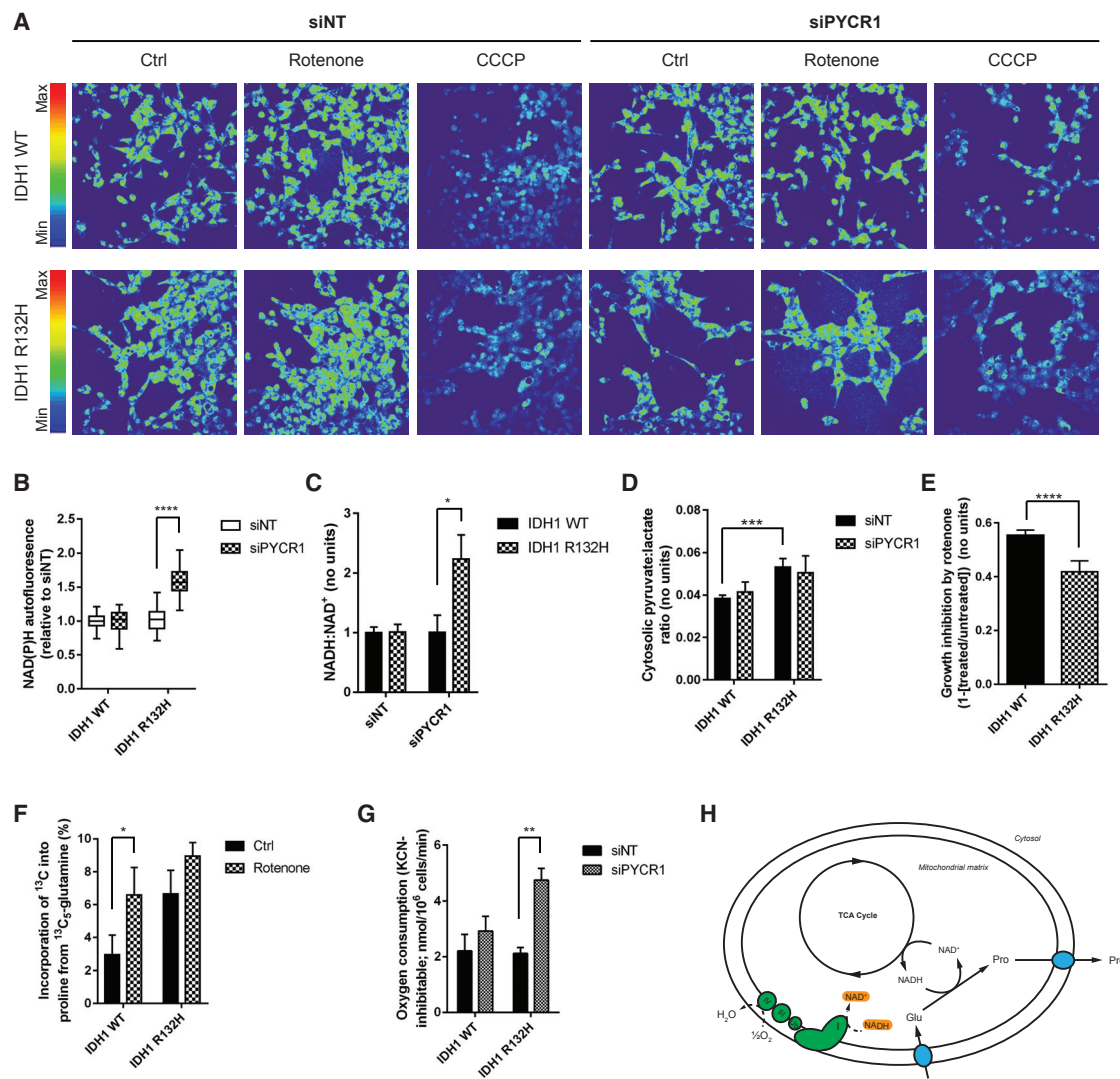 A
siNT
siPYCR1
Ctrl
Rotenone
CCCP
Ctrl
Rotenone
CCCP
Max
Min
IDH1 WT
Max
Min
IDH1 R132H
B
NAD(P)H autofluoresence
(relative to siNT)
2.5
2.0
1.5
1.0
0.5
0.0
****
IDH1 WT
IDH1 R132H
siNT
siPYCR1
C
NADH:NAD⁺ (no units)
3
2
1
0
*
siNT
siPYCR1
IDH1 WT
IDH1 R132H
D
Cytosolic pyruvate:lactate
ratio (no units)
0.08
0.06
0.04
0.02
0.00
***
IDH1 WT
IDH1 R132H
siNT
siPYCR1
E
Growth inhibition by rotenone
(1-[treated/untreated]) (no units)
0.6
0.4
0.2
0.0
****
IDH1 WT
IDH1 R132H
F
Incorporation of ¹³C into
proline from ¹³C₅-glutamine (%)
10
8
6
4
2
0
*
IDH1 WT
IDH1 R132H
Ctrl
Rotenone
G
Oxygen consumption (KCN-
inhibitable; nmol/10⁶ cells/min)
6
4
2
0
**
IDH1 WT
IDH1 R132H
siNT
siPYCR1
H
Cytosol
Mitochondrial matrix
TCA Cycle
NAD⁺
NADH
Pro
NAD⁺
NADH
Glu
I
III
IV
H₂O
½O₂